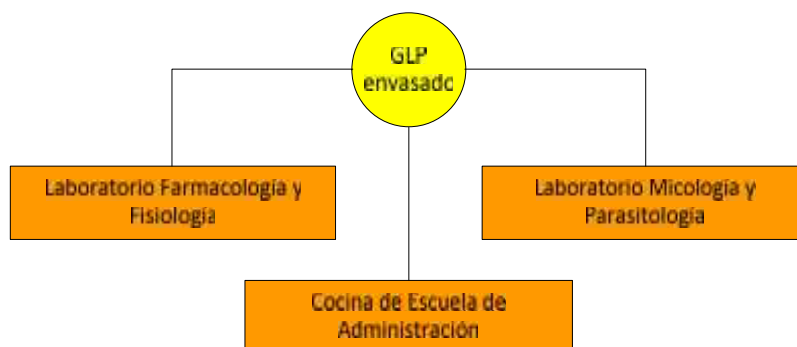 GLP
envasado
Laboratorio Farmacología y
Fisiología
Laboratorio Micología y
Parasitología
Cocina de Escuela de
Administración